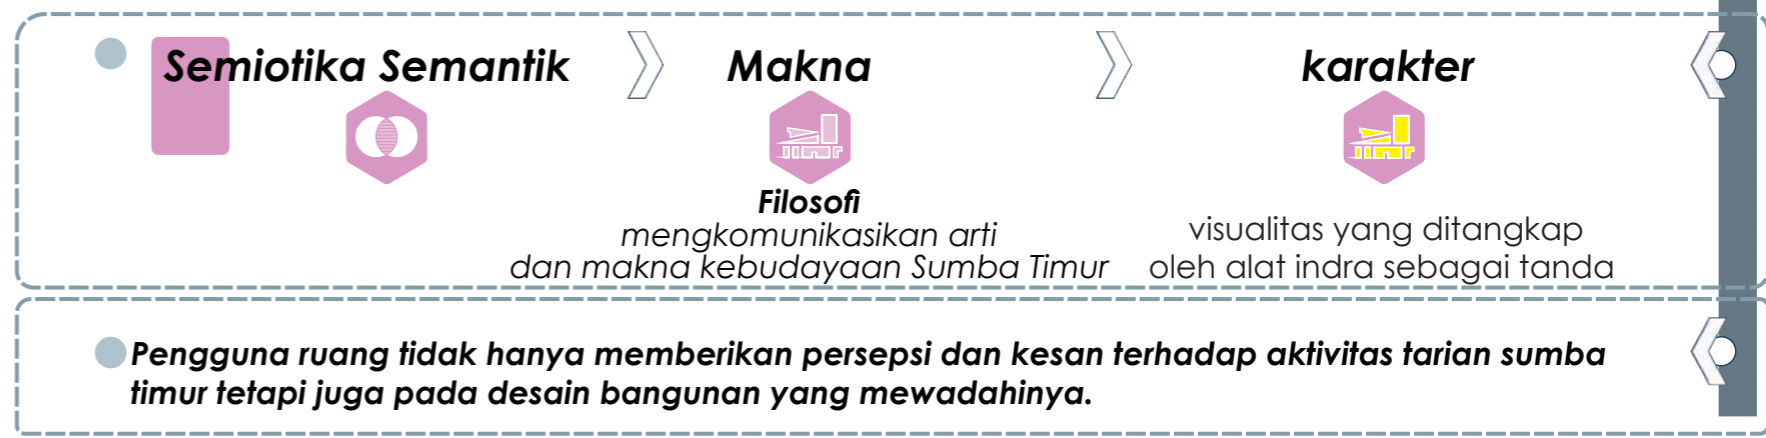 Semiotika Semantik
Makna
karakter
Filosofi
mengkomunikasikan arti
dan makna kebudayaan Sumba Timur
visualitas yang ditangkap
oleh alat indra sebagai tanda
Pengguna ruang tidak hanya memberikan persepsi dan kesan terhadap aktivitas tarian sumba
timur tetapi juga pada desain bangunan yang mewadahinya.